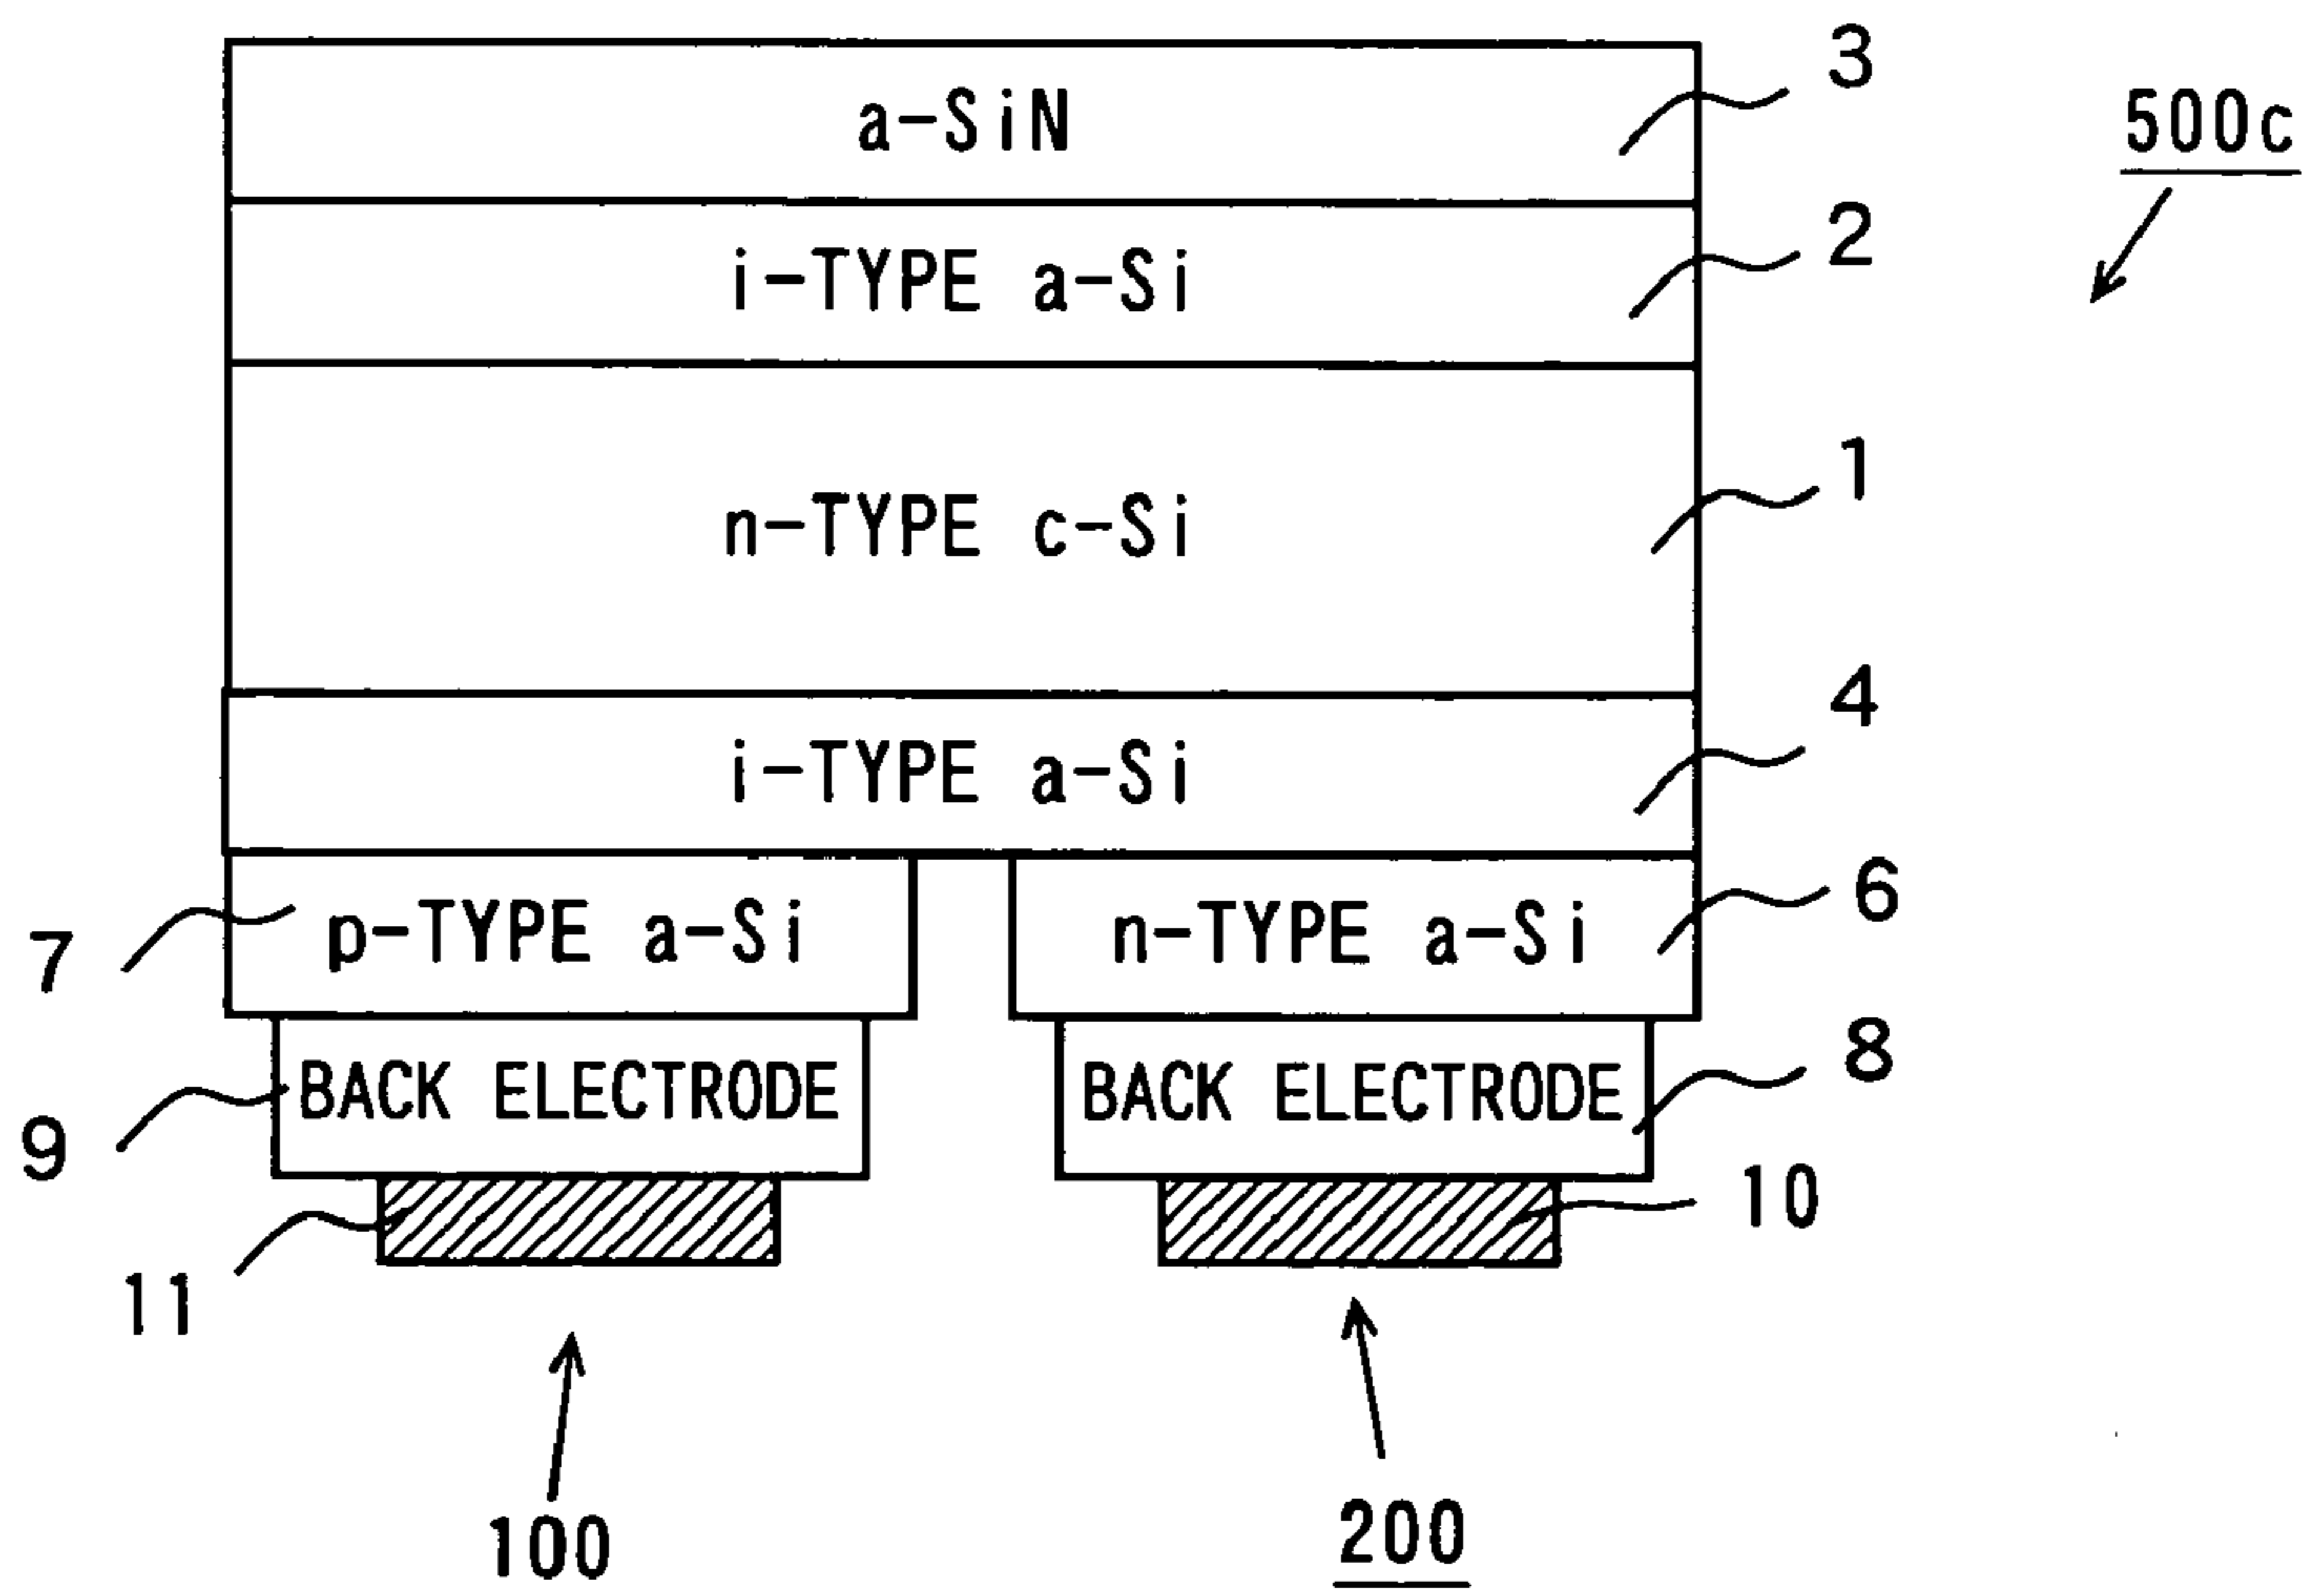 3
a-SiN
500c
2
i-TYPE a-Si
1
n-TYPE c-Si
4
i-TYPE a-Si
6
7
p-TYPE a-Si
n-TYPE a-Si
8
9
BACK ELECTRODE
BACK ELECTRODE
10
11
100
200